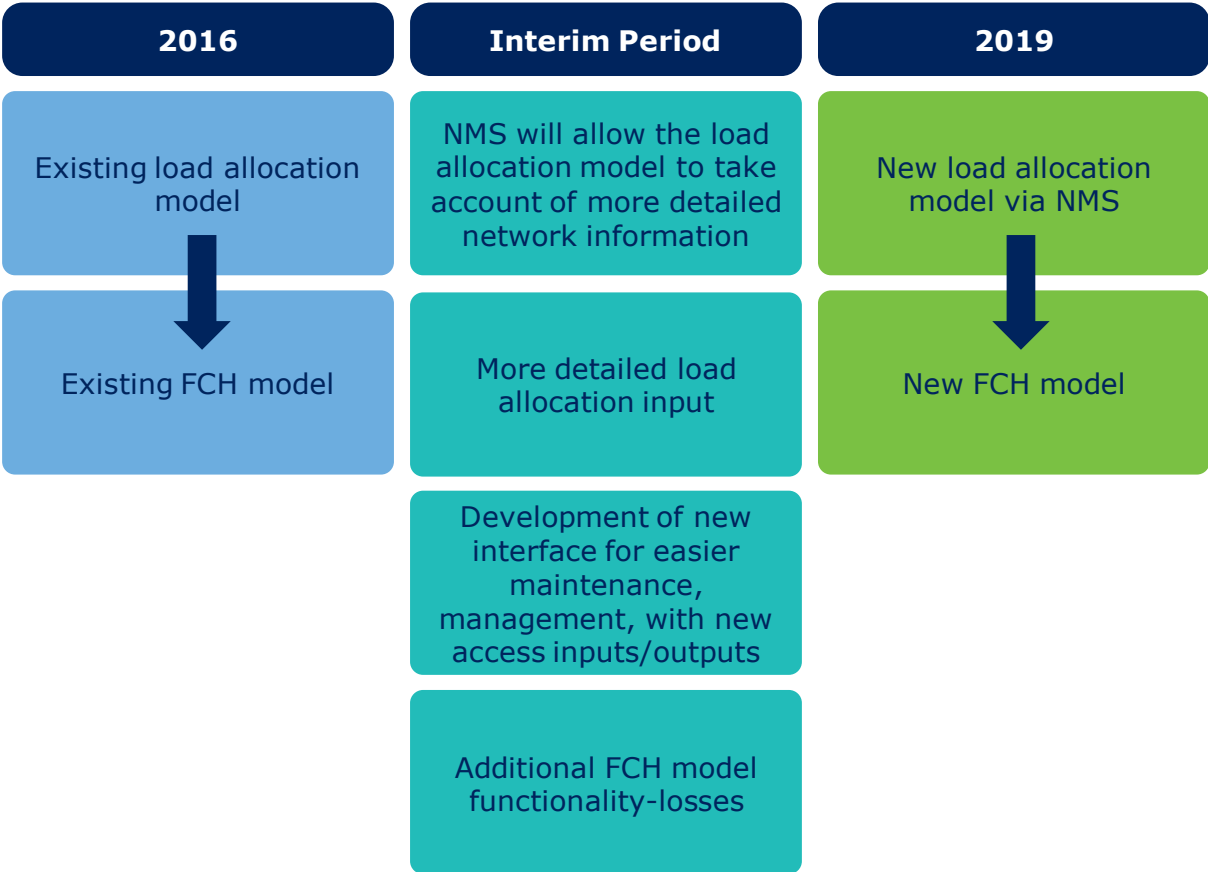 2016
Existing load allocation
model
Existing FCH model
Interim Period
NMS will allow the load
allocation model to take
account of more detailed
network information
More detailed load
allocation input
Development of new
interface for easier
maintenance,
management, with new
access inputs/outputs
Additional FCH model
functionality-losses
2019
New load allocation
model via NMS
New FCH model